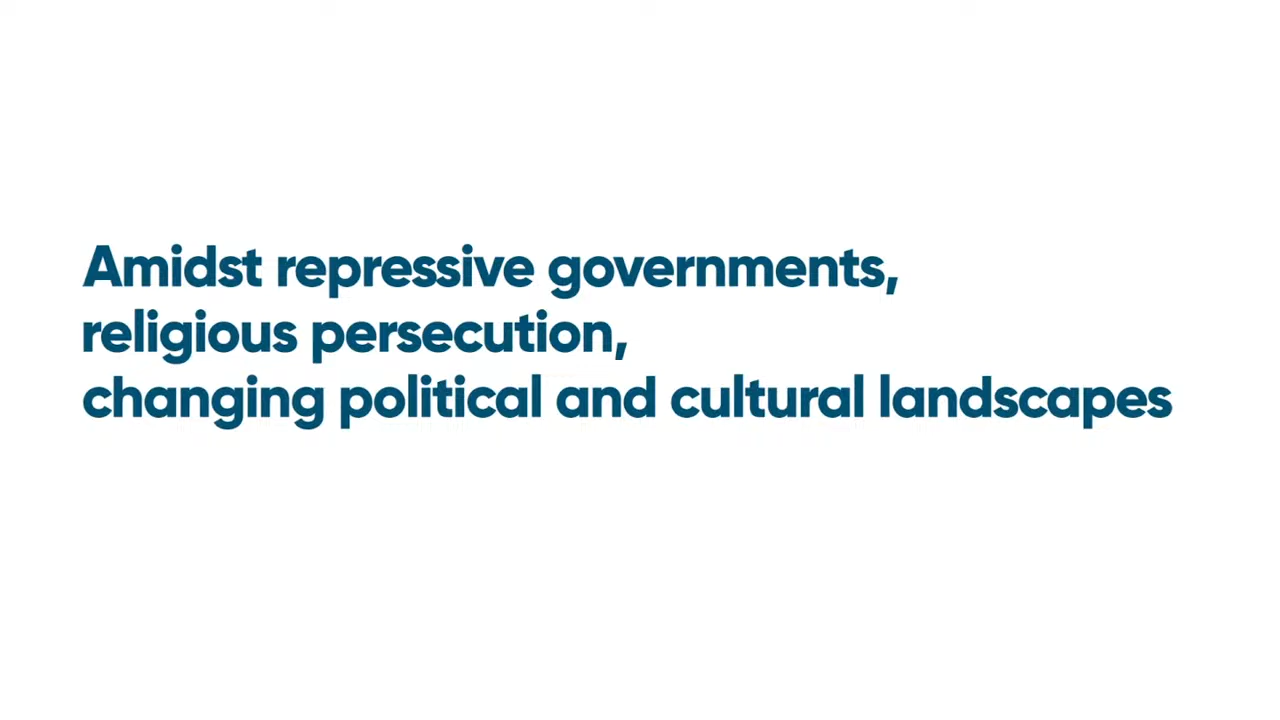 Amidst repressive governments,
religious persecution,
changing political and cultural landscapes